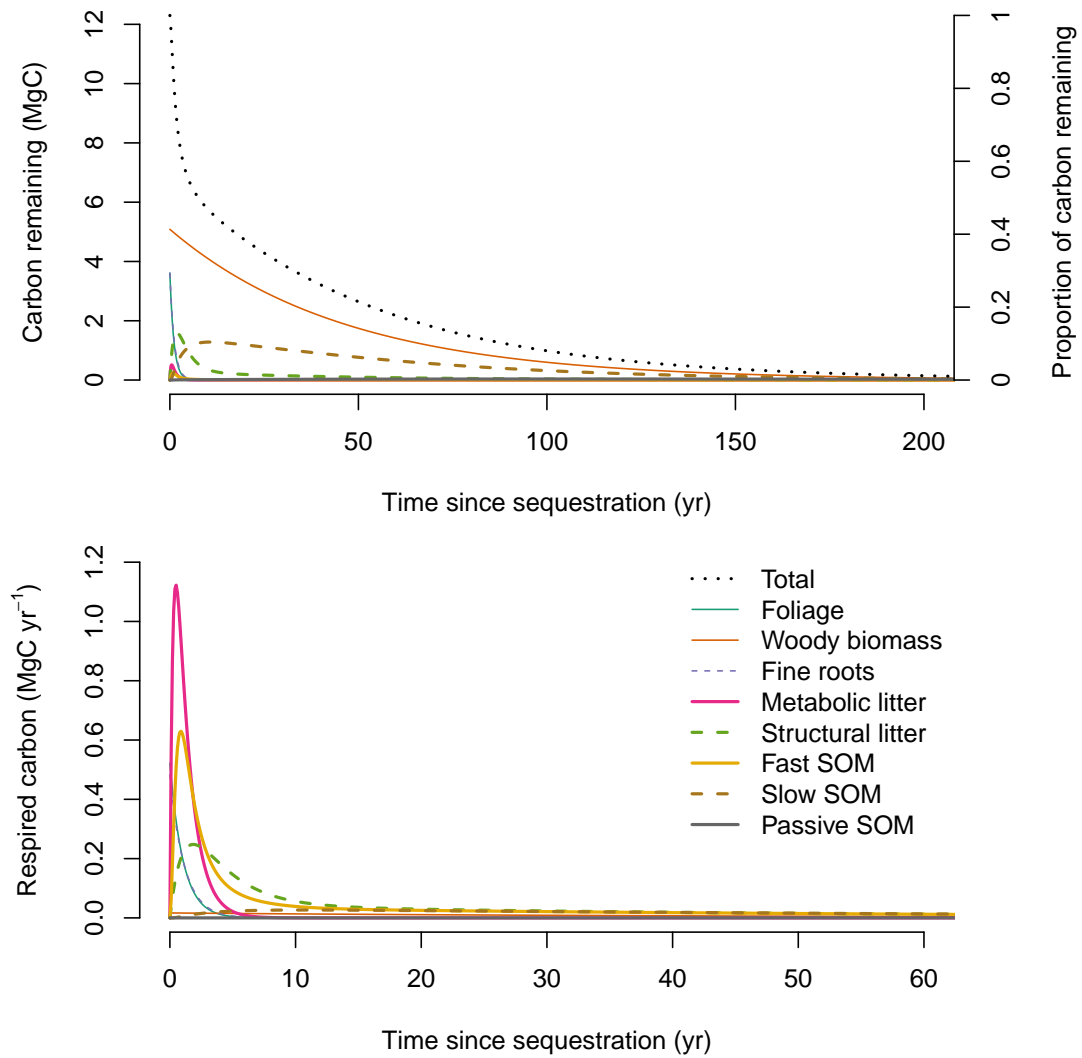 Carbon remaining (MgC)
0 2 4 6 8 10 12
Proportion of carbon remaining
0 0.2 0.4 0.6 0.8 1
0 50 100 150 200
Time since sequestration (yr)
Respired carbon (MgC yr⁻¹)
0.0 0.2 0.4 0.6 0.8 1.0 1.2
Total
Foliage
Woody biomass
Fine roots
Metabolic litter
Structural litter
Fast SOM
Slow SOM
Passive SOM
0 10 20 30 40 50 60
Time since sequestration (yr)